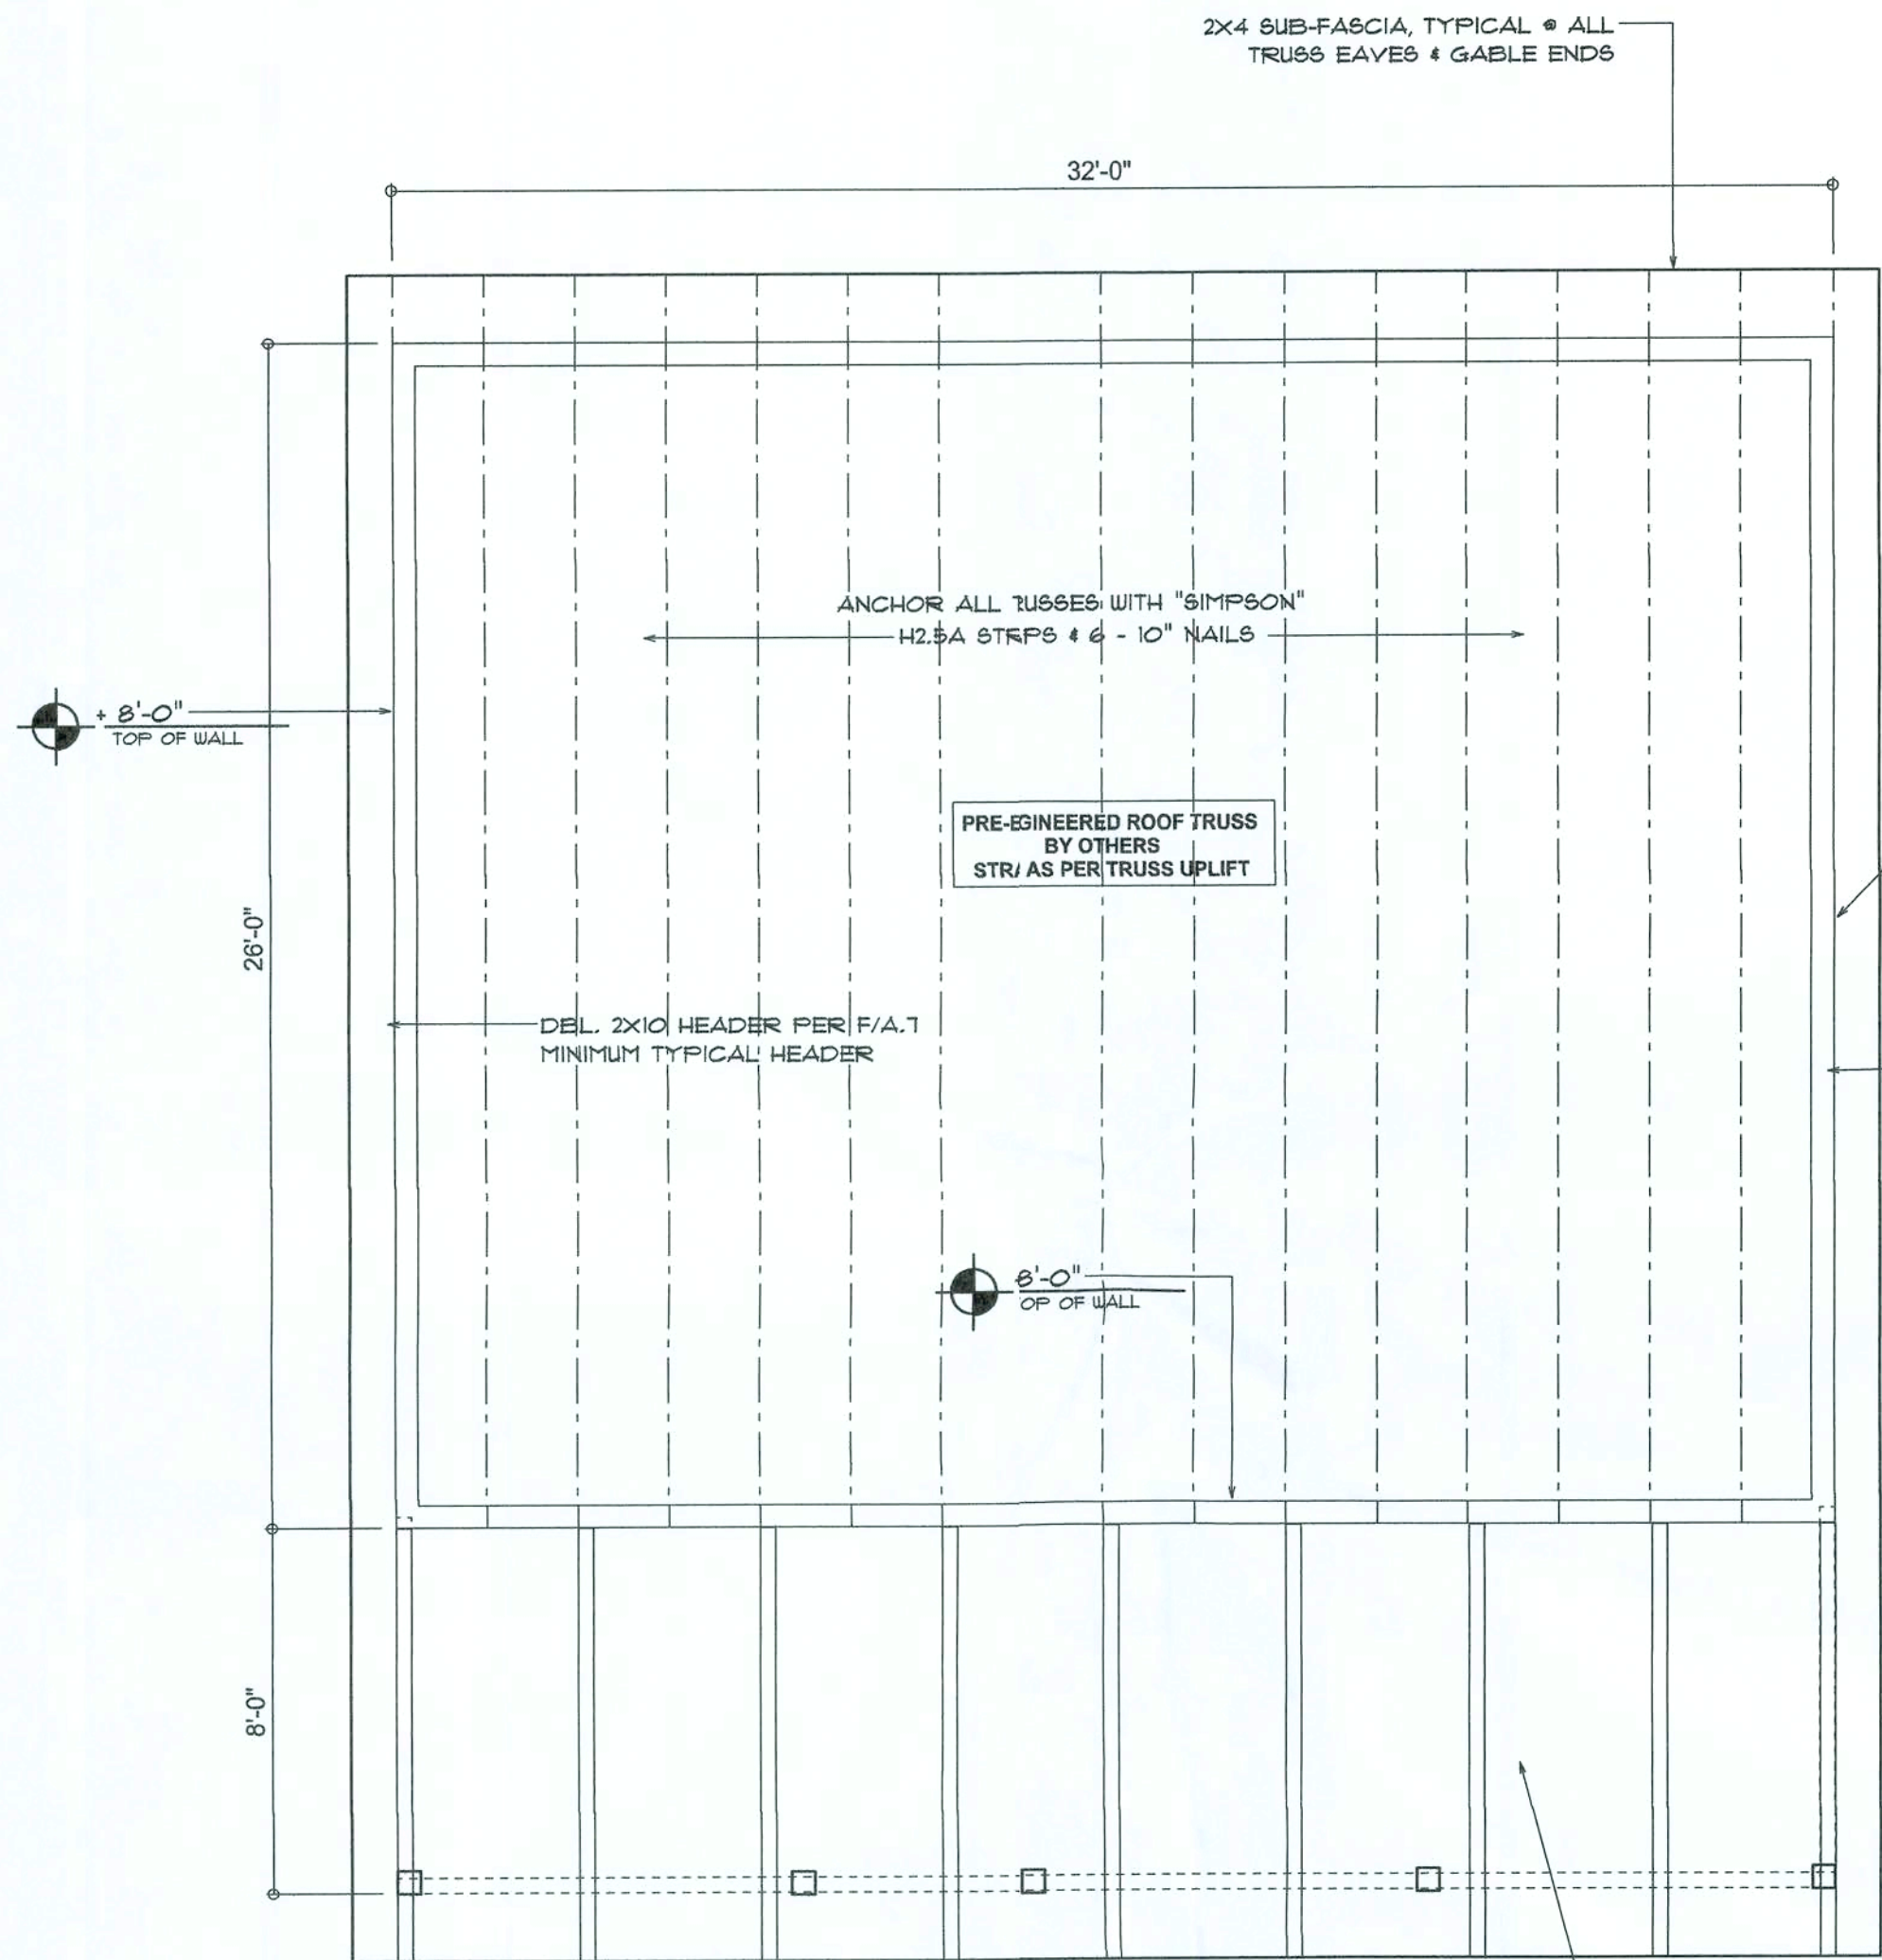 2X4 SUB-FASCIA, TYPICAL @ ALL
TRUSS EAVES & GABLE ENDS
32'-0"
ANCHOR ALL RUSSES WITH "SIMPSON"
H2.5A STRPS & 6 - 10" NAILS
+ 8'-0"
TOP OF WALL
PRE-EGINEERED ROOF TRUSS
BY OTHERS
STR AS PER TRUSS UPLIFT
26'-0"
DBL. 2X10 HEADER PER F/A.7
MINIMUM TYPICAL HEADER
8'-0"
OP OF WALL
8'-0"